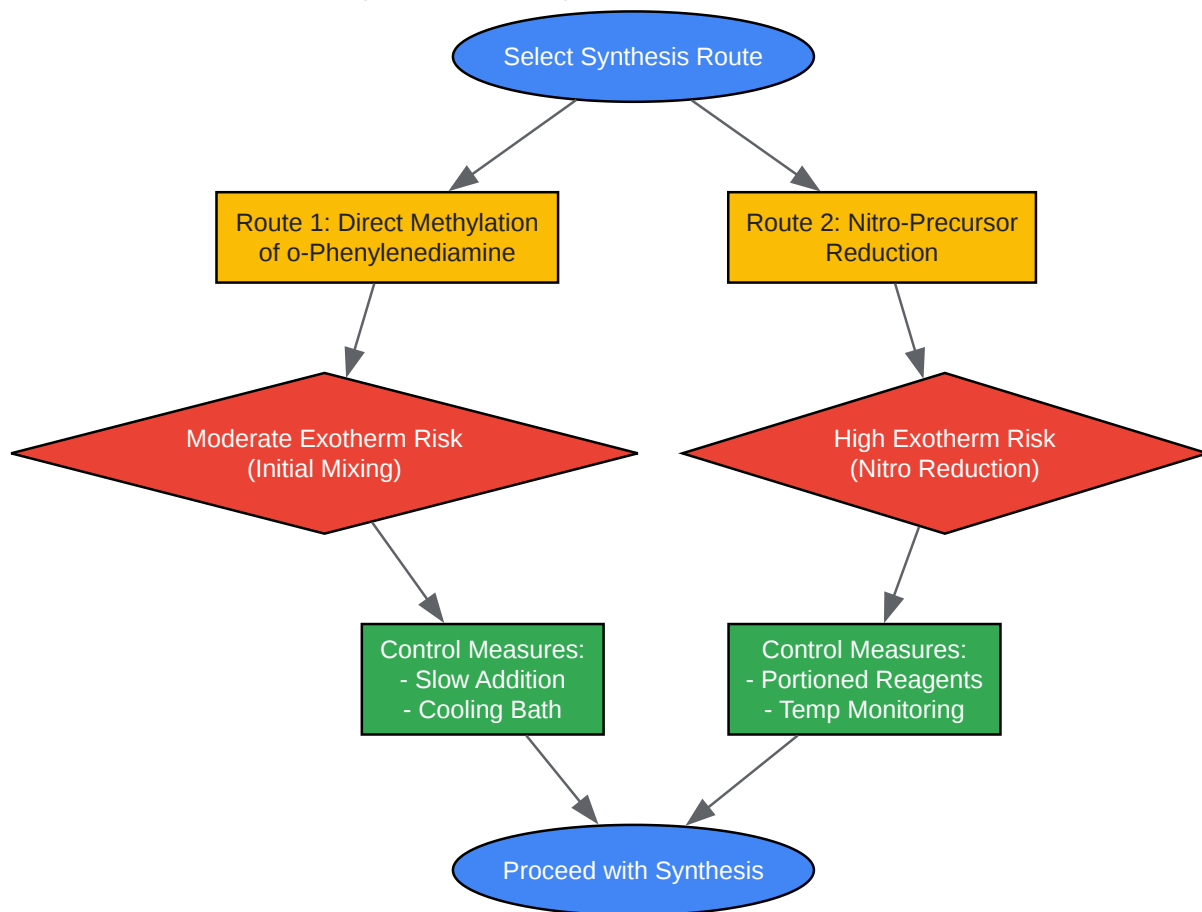 Select Synthesis Route
Route 1: Direct Methylation
of o-Phenylenediamine
Route 2: Nitro-Precursor
Reduction
Moderate Exotherm Risk
(Initial Mixing)
High Exotherm Risk
(Nitro Reduction)
Control Measures:
- Slow Addition
- Cooling Bath
Control Measures:
- Portioned Reagents
- Temp Monitoring
Proceed with Synthesis